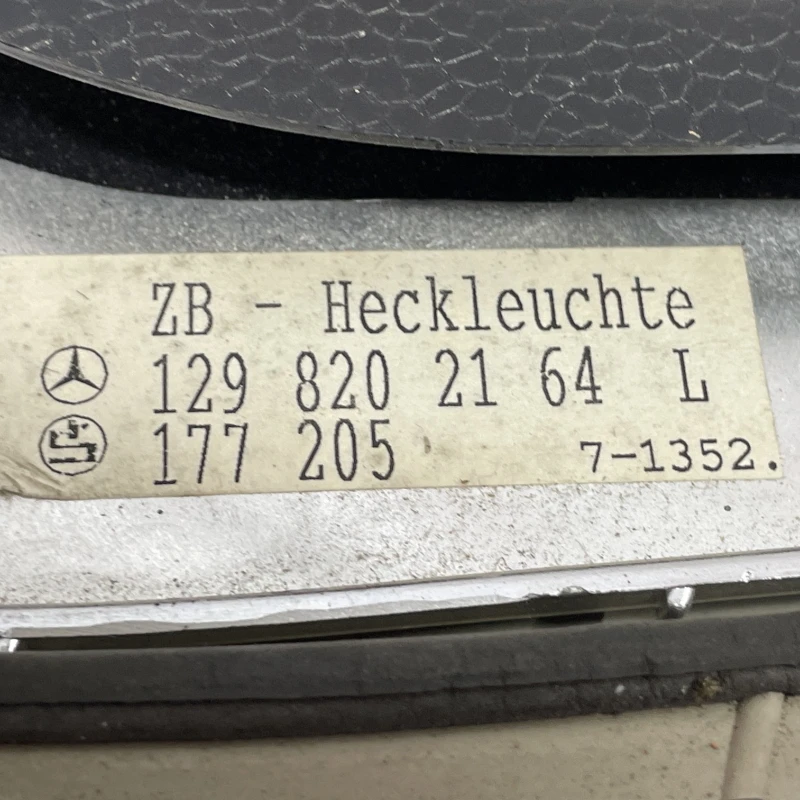 ZB - Heckleuchte
129 820 21 64 L
177 205 7-1352.